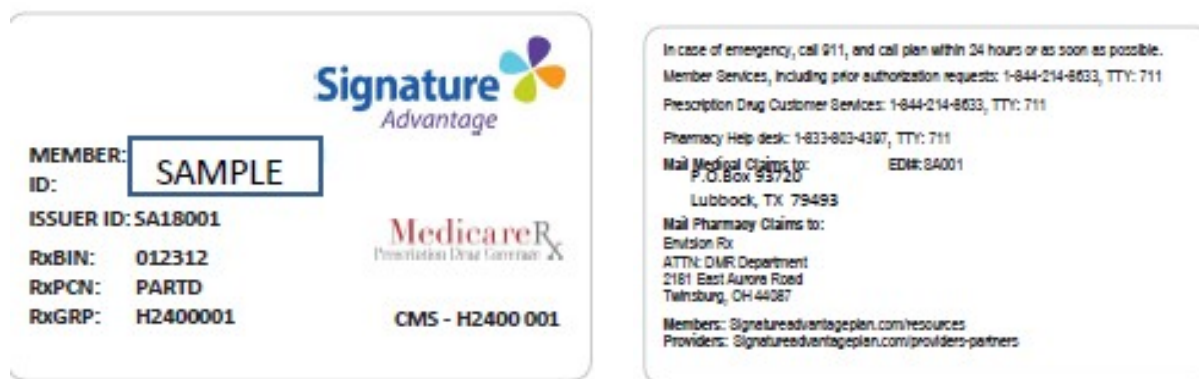 Signature
Advantage
MEMBER:
SAMPLE
ID:
ISSUER ID: SA18001
MedicareRx
Prescription Drug Coverage
RxBIN: 012312
RxPCN: PARTD
RxGRP: H2400001
CMS - H2400 001
In case of emergency, call 911, and call plan within 24 hours or as soon as possible.
Member Services, including prior authorization requests: 1-844-214-8633, TTY: 711
Prescription Drug Customer Services: 1-844-214-8633, TTY: 711
Pharmacy Help desk: 1-833-803-4397, TTY: 711
Mail Medical Claims to: EDI#: SA001
P.O.Box 93720
Lubbock, TX 79493
Mail Pharmacy Claims to:
Envision Rx
ATTN: DMR Department
2181 East Aurora Road
Twinsburg, OH 44087
Members: Signatureadvantageplan.com/resources
Providers: Signatureadvantageplan.com/providers-partners